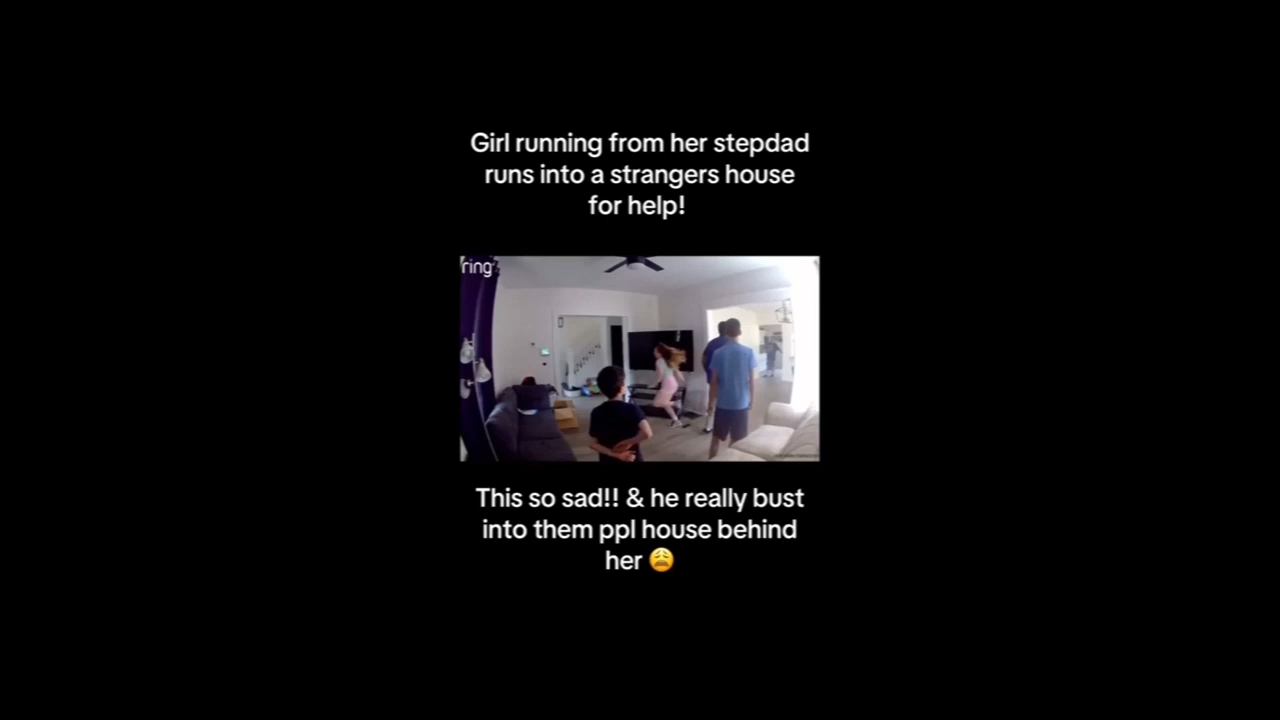 Girl running from her stepdad
runs into a strangers house
for help!
ring
This so sad!! & he really bust
into them ppl house behind
her 😩